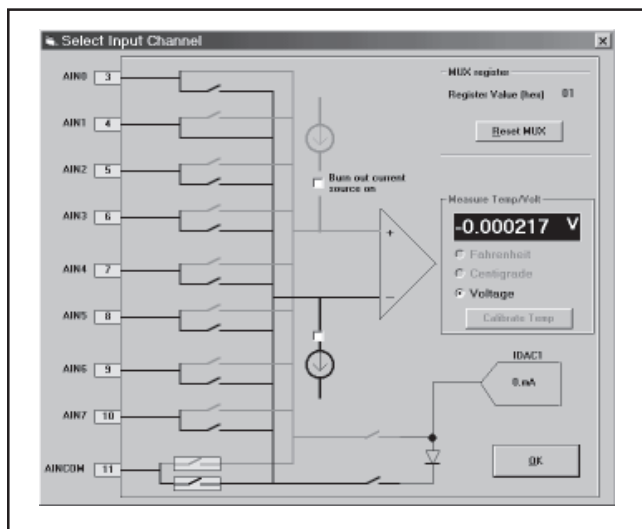 Select Input Channel
AIN0 3
AIN1 4
AIN2 5
AIN3 6
AIN4 7
AIN5 8
AIN6 9
AIN7 10
AINCOM 11
Burn out current
source on
+
−
MUX register
Register Value (hex) 01
Reset MUX
Measure Temp/Volt
-0.000217 V
Fahrenheit
Centigrade
Voltage
Calibrate Temp
IDAC1
0.mA
OK